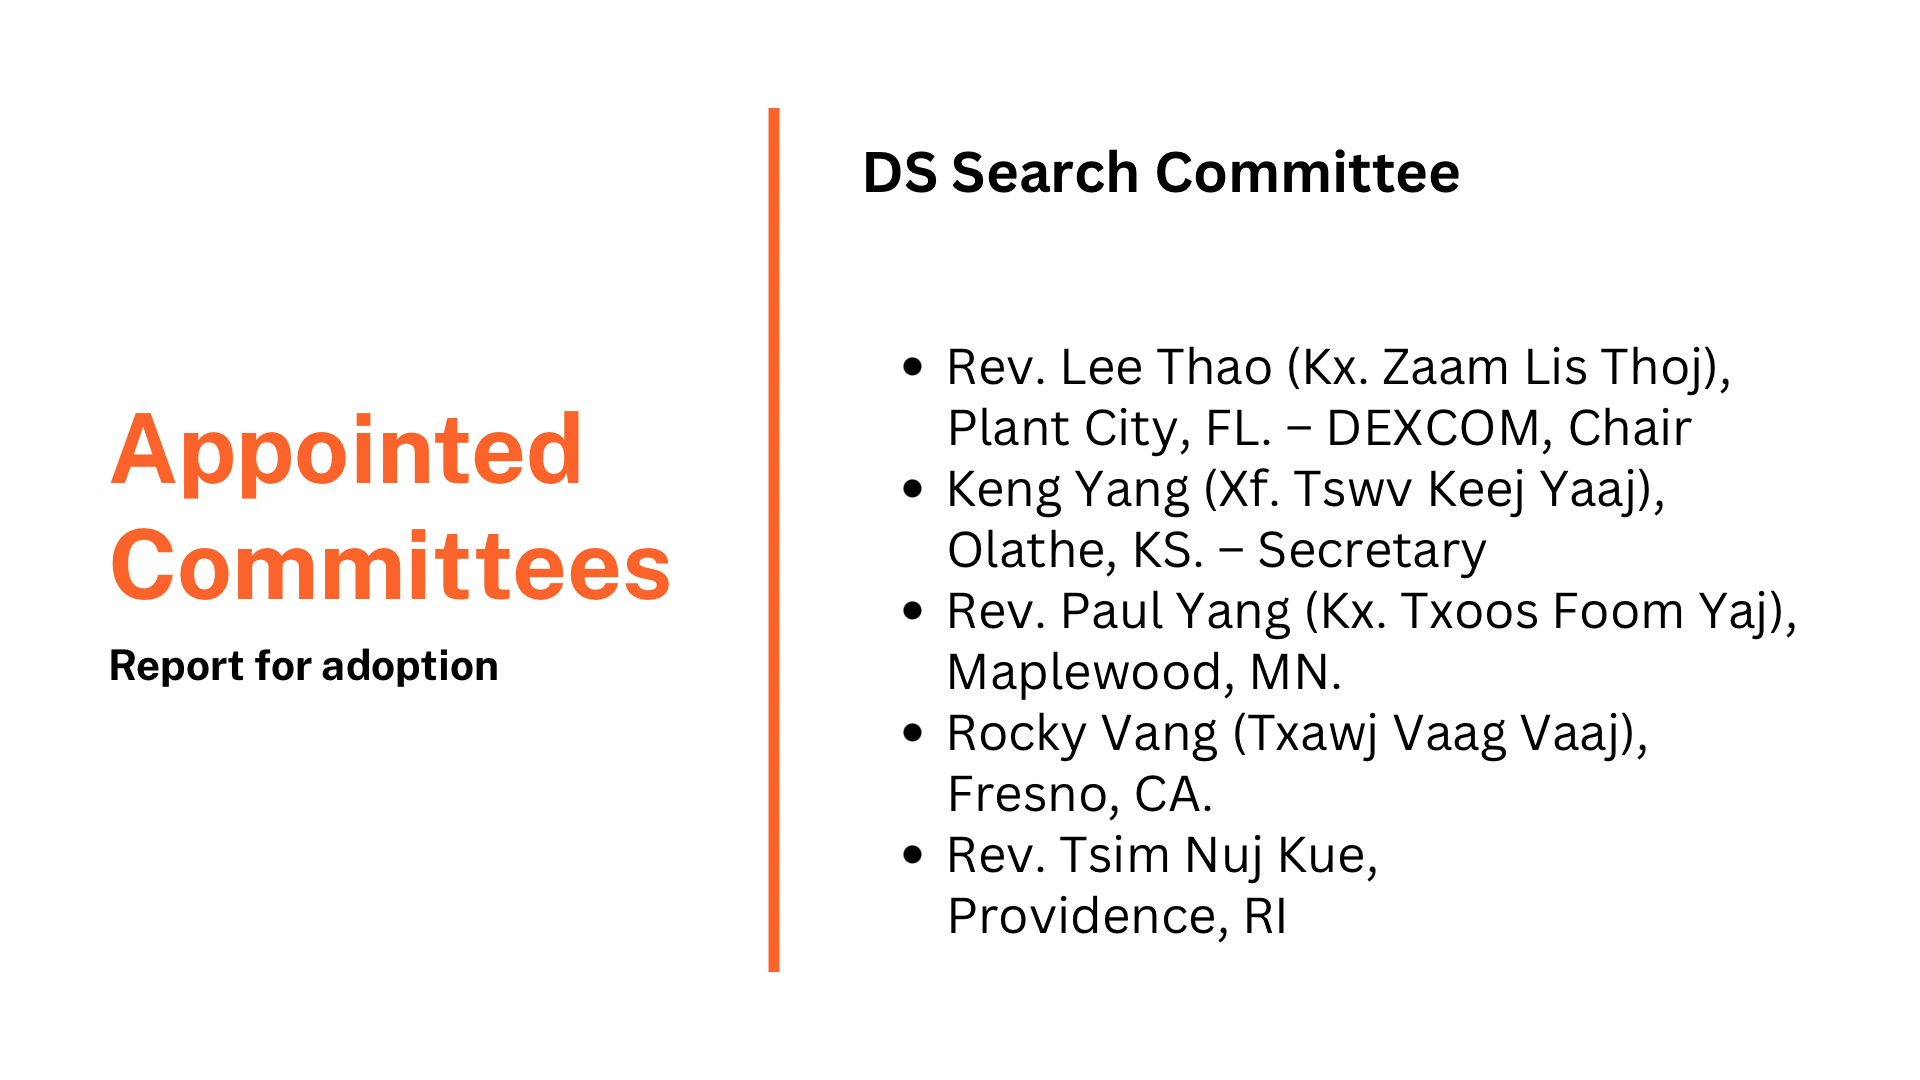 Appointed
Committees
Report for adoption
DS Search Committee
• Rev. Lee Thao (Kx. Zaam Lis Thoj),
Plant City, FL. – DEXCOM, Chair
• Keng Yang (Xf. Tswv Keej Yaaj),
Olathe, KS. – Secretary
• Rev. Paul Yang (Kx. Txoos Foom Yaj),
Maplewood, MN.
• Rocky Vang (Txawj Vaag Vaaj),
Fresno, CA.
• Rev. Tsim Nuj Kue,
Providence, RI